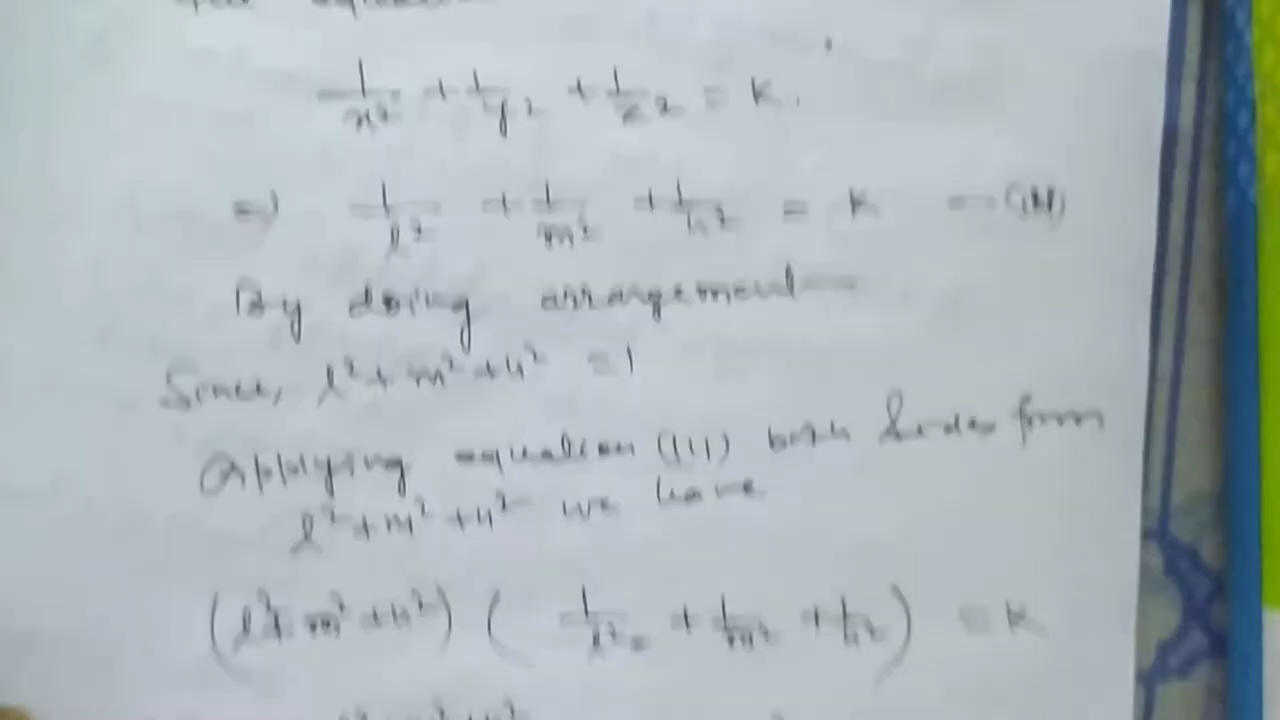 1/x² + 1/y² + 1/z² = K.
=) 1/l² + 1/m² + 1/n² = K — (III)
By doing arrangement —
Since, l² + m² + n² = 1
Applying equation (III) both sides from
l² + m² + n² we have
(l² + m² + n²) ( 1/l² + 1/m² + 1/n² ) = K